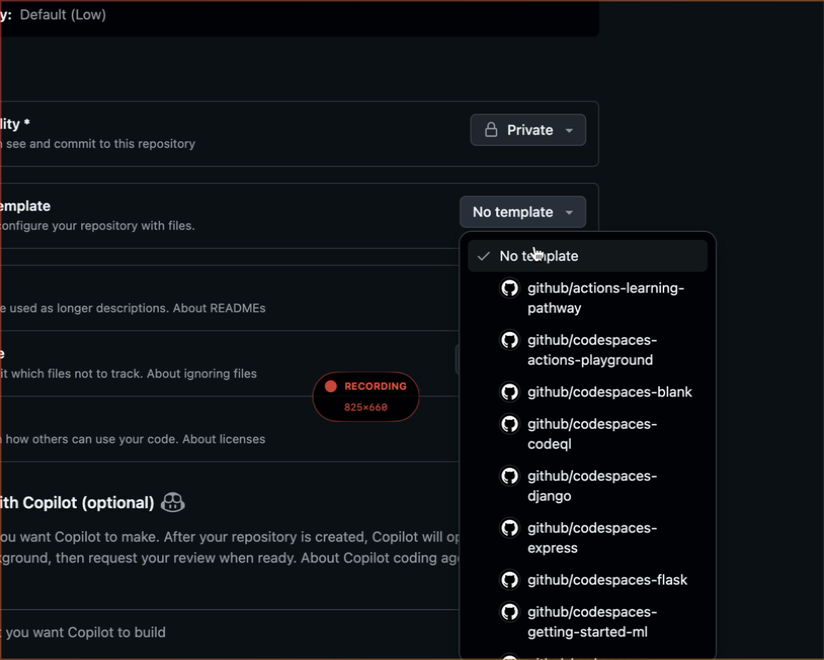 y: Default (Low)
lity *
see and commit to this repository
Private
emplate
configure your repository with files.
No template
No template
github/actions-learning-
pathway
github/codespaces-
actions-playground
github/codespaces-blank
github/codespaces-
codeql
github/codespaces-
django
github/codespaces-
express
github/codespaces-flask
github/codespaces-
getting-started-ml
e used as longer descriptions. About READMEs
e
it which files not to track. About ignoring files
RECORDING
825×660
how others can use your code. About licenses
ith Copilot (optional)
ou want Copilot to make. After your repository is created, Copilot will op
kground, then request your review when ready. About Copilot coding age
you want Copilot to build